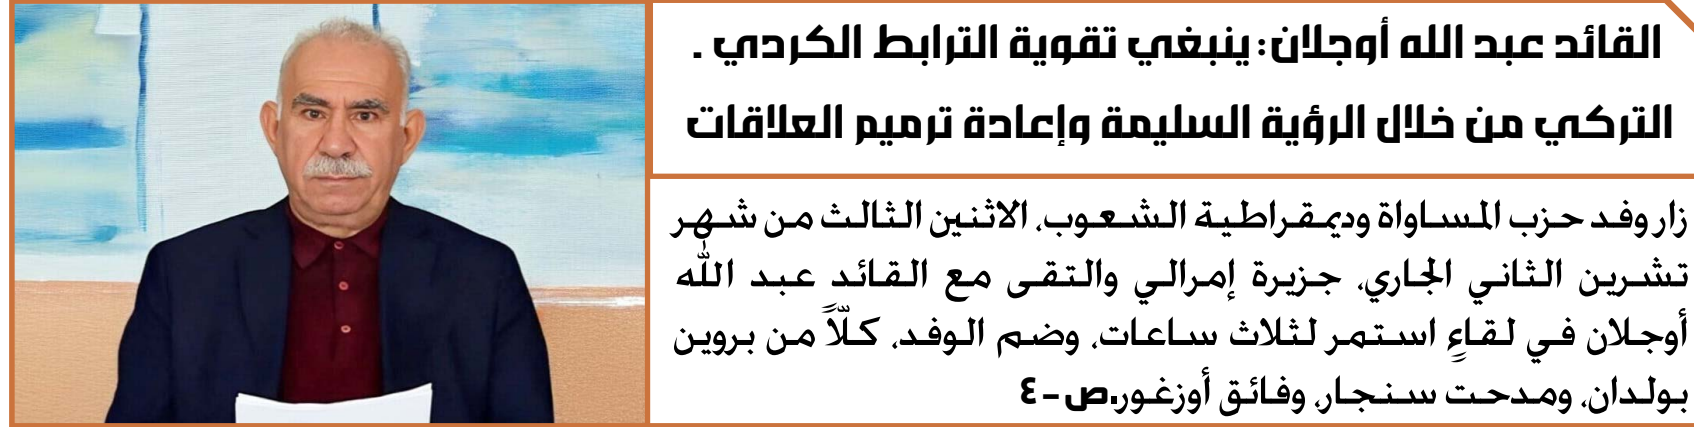 القائد عبد الله أوجلان: ينبغي تقوية الترابط الكردي .
التركي من خلال الرؤية السليمة وإعادة ترميم العلاقات
زار وفد حزب المساواة وديمقراطية الشعوب، الاثنين الثالث من شهر
تشرين الثاني الجاري، جزيرة إمرالي والتقى مع القائد عبد الله
أوجلان في لقاءٍ استمر لثلاث ساعات، وضم الوفد، كلّاً من بروين
بولدان، ومدحت سنجار، وفائق أوزغور.ص-٤